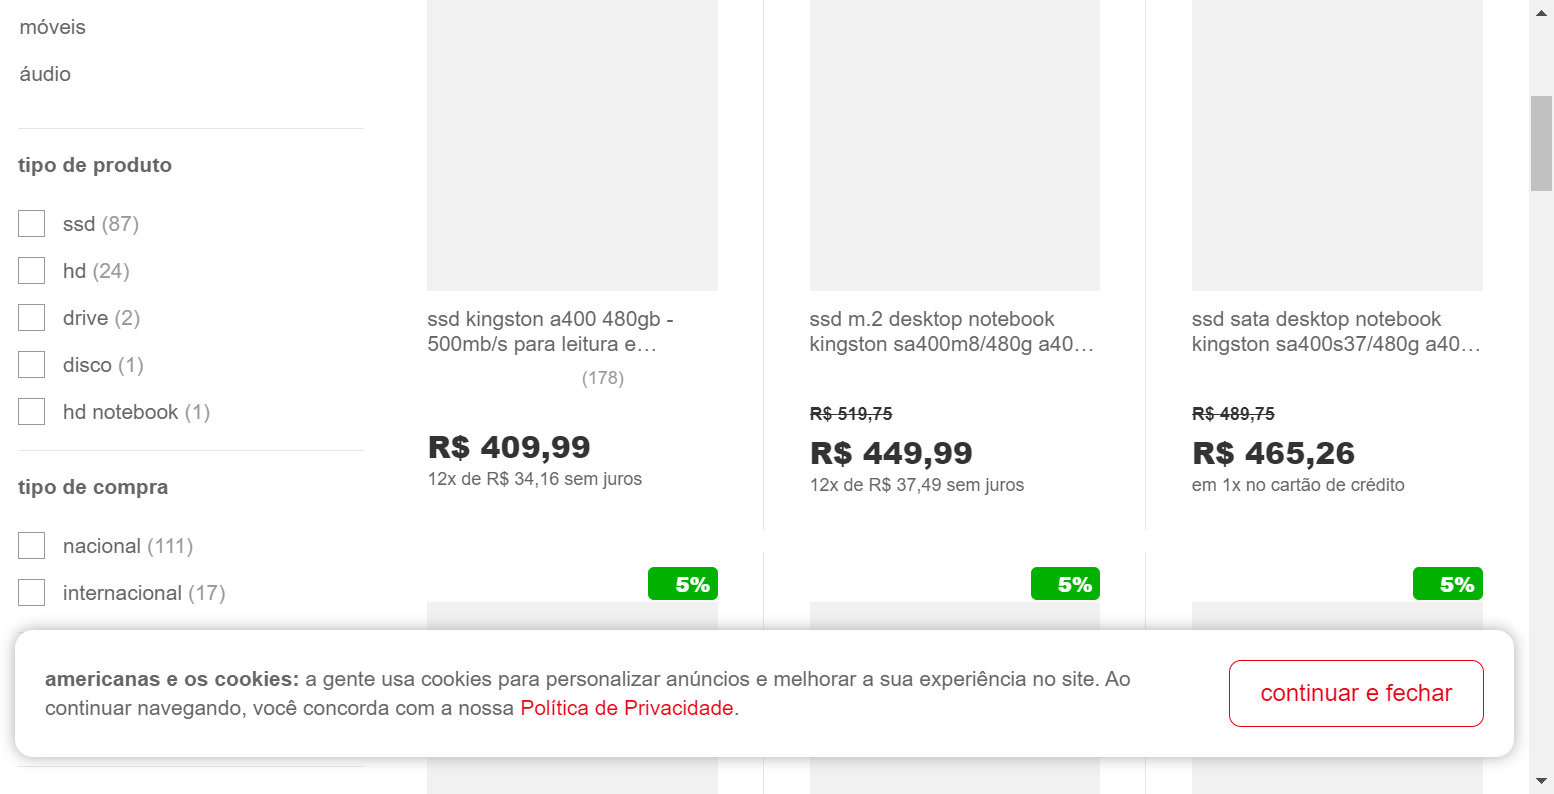 móveis
áudio
tipo de produto
ssd (87)
hd (24)
drive (2)
disco (1)
hd notebook (1)
tipo de compra
nacional (111)
internacional (17)
ssd kingston a400 480gb -
500mb/s para leitura e…
(178)
R$ 409,99
12x de R$ 34,16 sem juros
ssd m.2 desktop notebook
kingston sa400m8/480g a40…
R$ 519,75
R$ 449,99
12x de R$ 37,49 sem juros
ssd sata desktop notebook
kingston sa400s37/480g a40…
R$ 489,75
R$ 465,26
em 1x no cartão de crédito
5%
5%
5%
americanas e os cookies: a gente usa cookies para personalizar anúncios e melhorar a sua experiência no site. Ao
continuar navegando, você concorda com a nossa Política de Privacidade.
continuar e fechar